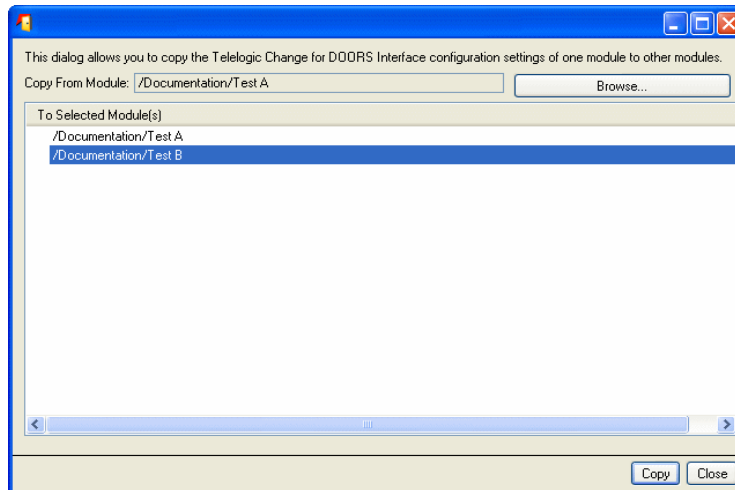 This dialog allows you to copy the Telelogic Change for DOORS Interface configuration settings of one module to other modules.
Copy From Module: /Documentation/Test A Browse...
To Selected Module(s)
/Documentation/Test A
/Documentation/Test B
Copy Close